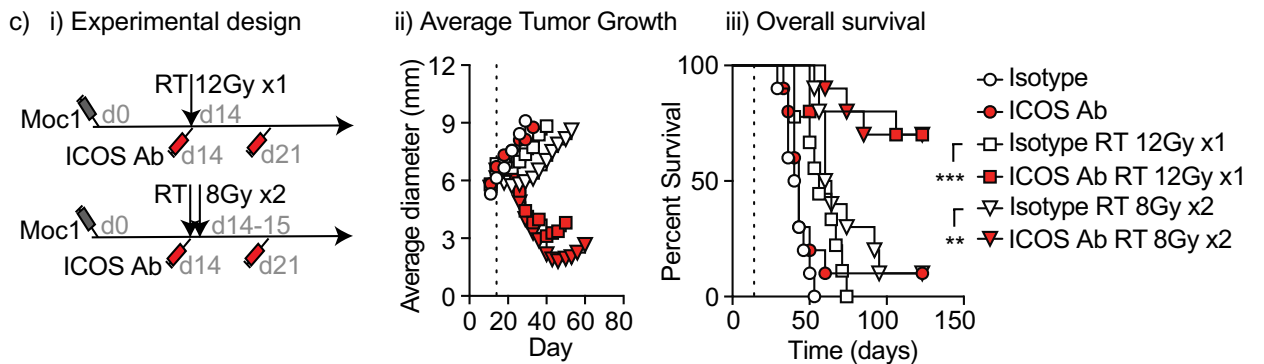 c) i) Experimental design
RT 12Gy x1
Moc1 d0 d14
ICOS Ab d14 d21
RT 8Gy x2
Moc1 d0 d14-15
ICOS Ab d14 d21
ii) Average Tumor Growth
Average diameter (mm)
12
9
6
3
0
0 20 40 60 80
Day
iii) Overall survival
Percent Survival
100
50
0
0 50 100 150
Time (days)
Isotype
ICOS Ab
Isotype RT 12Gy x1
*** ICOS Ab RT 12Gy x1
Isotype RT 8Gy x2
** ICOS Ab RT 8Gy x2